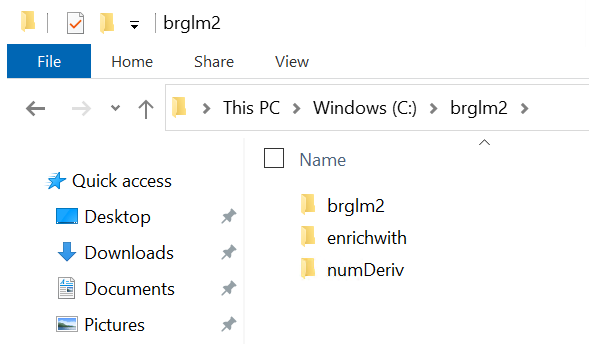 brglm2
File Home Share View
This PC Windows (C:) brglm2
Name
Quick access
Desktop
Downloads
Documents
Pictures
brglm2
enrichwith
numDeriv